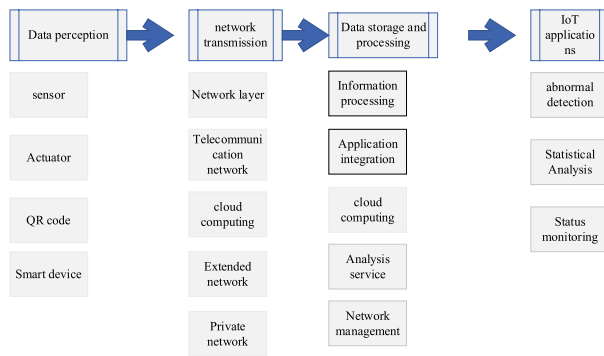 Data perception
network
transmission
Data storage and
processing
IoT
applicatio
ns
sensor
Actuator
QR code
Smart device
Network layer
Telecommuni
cation
network
cloud
computing
Extended
network
Private
network
Information
processing
Application
integration
cloud
computing
Analysis
service
Network
management
abnormal
detection
Statistical
Analysis
Status
monitoring